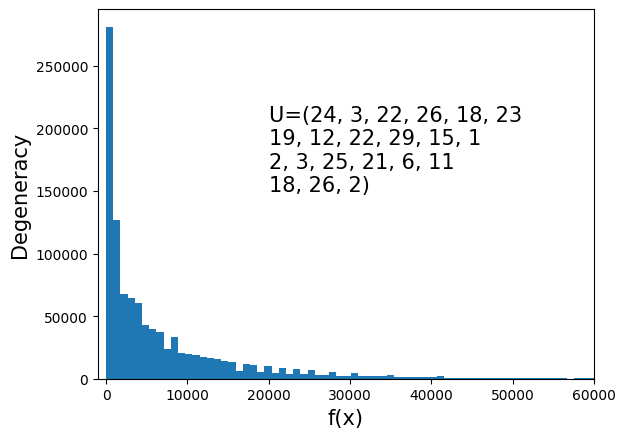 250000
200000
150000
100000
50000
0
Degeneracy
U=(24, 3, 22, 26, 18, 23
19, 12, 22, 29, 15, 1
2, 3, 25, 21, 6, 11
18, 26, 2)
0 10000 20000 30000 40000 50000 60000
f(x)